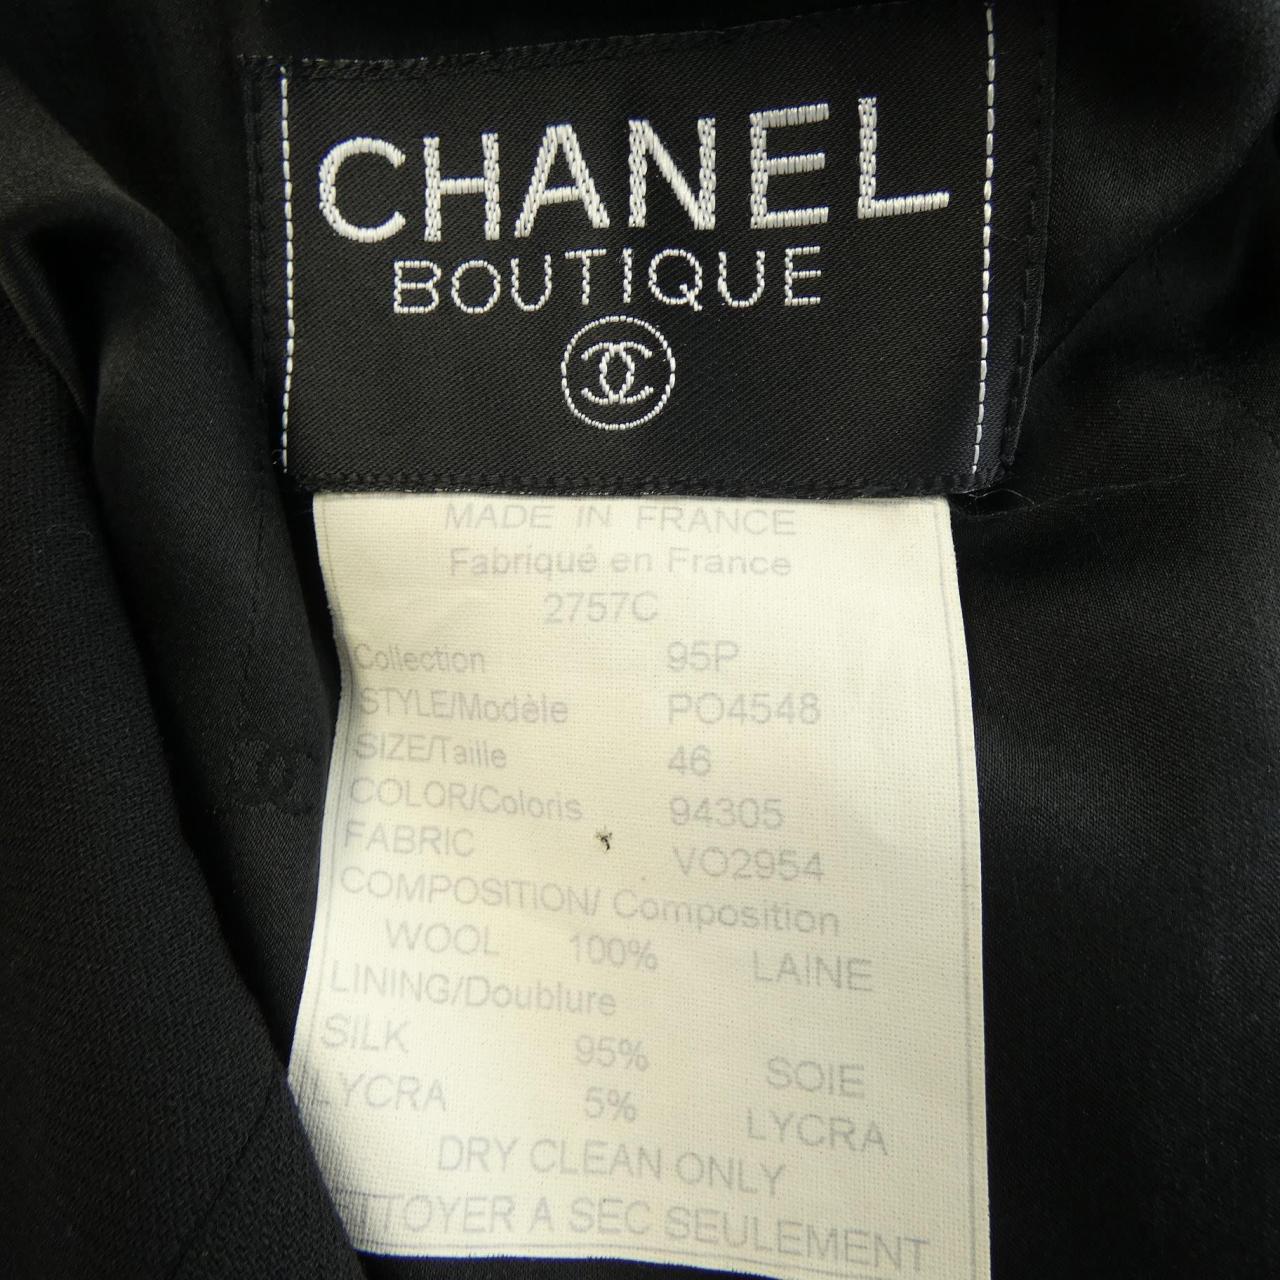 CHANEL
BOUTIQUE
MADE IN FRANCE
Fabriqué en France
2757C
Collection 95P
STYLE/Modèle PO4548
SIZE/Taille 46
COLOR/Coloris 94305
FABRIC VO2954
COMPOSITION/ Composition
WOOL 100% LAINE
LINING/Doublure
SILK 95% SOIE
LYCRA 5% LYCRA
DRY CLEAN ONLY
TTOYER A SEC SEULEMENT